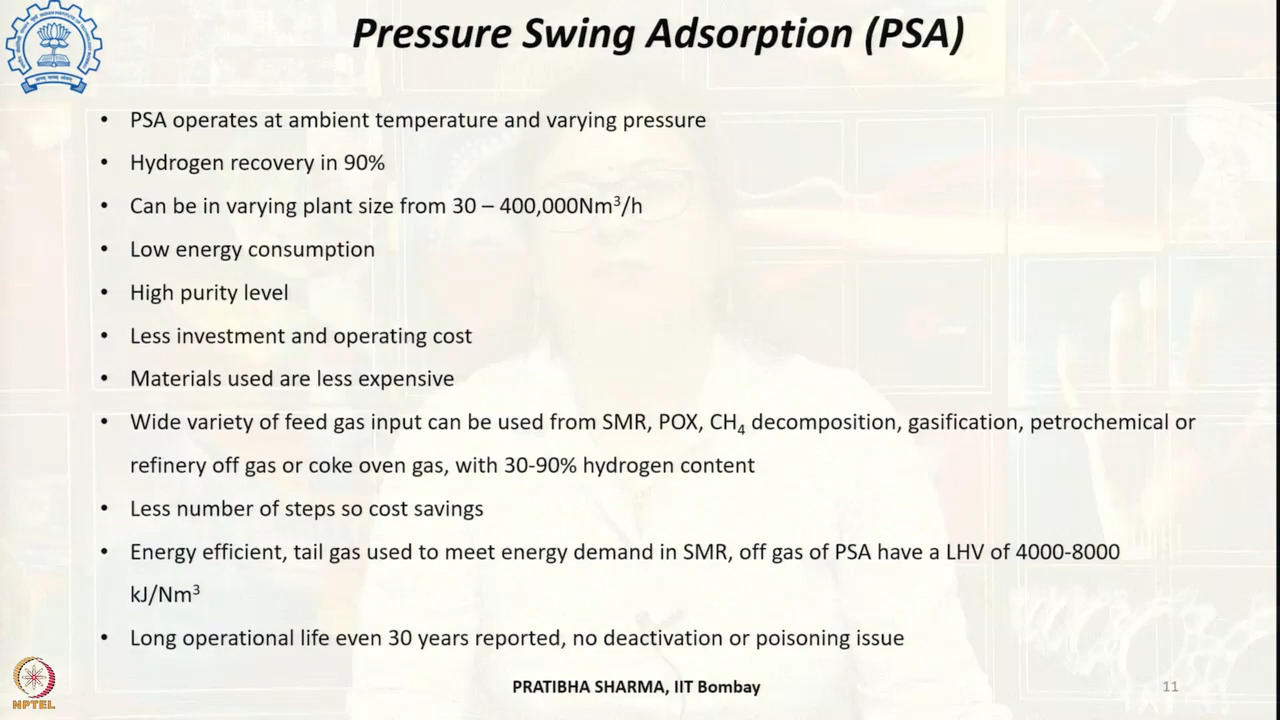 Pressure Swing Adsorption (PSA)
• PSA operates at ambient temperature and varying pressure
• Hydrogen recovery in 90%
• Can be in varying plant size from 30 – 400,000Nm³/h
• Low energy consumption
• High purity level
• Less investment and operating cost
• Materials used are less expensive
• Wide variety of feed gas input can be used from SMR, POX, CH₄ decomposition, gasification, petrochemical or
refinery off gas or coke oven gas, with 30-90% hydrogen content
• Less number of steps so cost savings
• Energy efficient, tail gas used to meet energy demand in SMR, off gas of PSA have a LHV of 4000-8000
kJ/Nm³
• Long operational life even 30 years reported, no deactivation or poisoning issue
NPTEL
PRATIBHA SHARMA, IIT Bombay
11